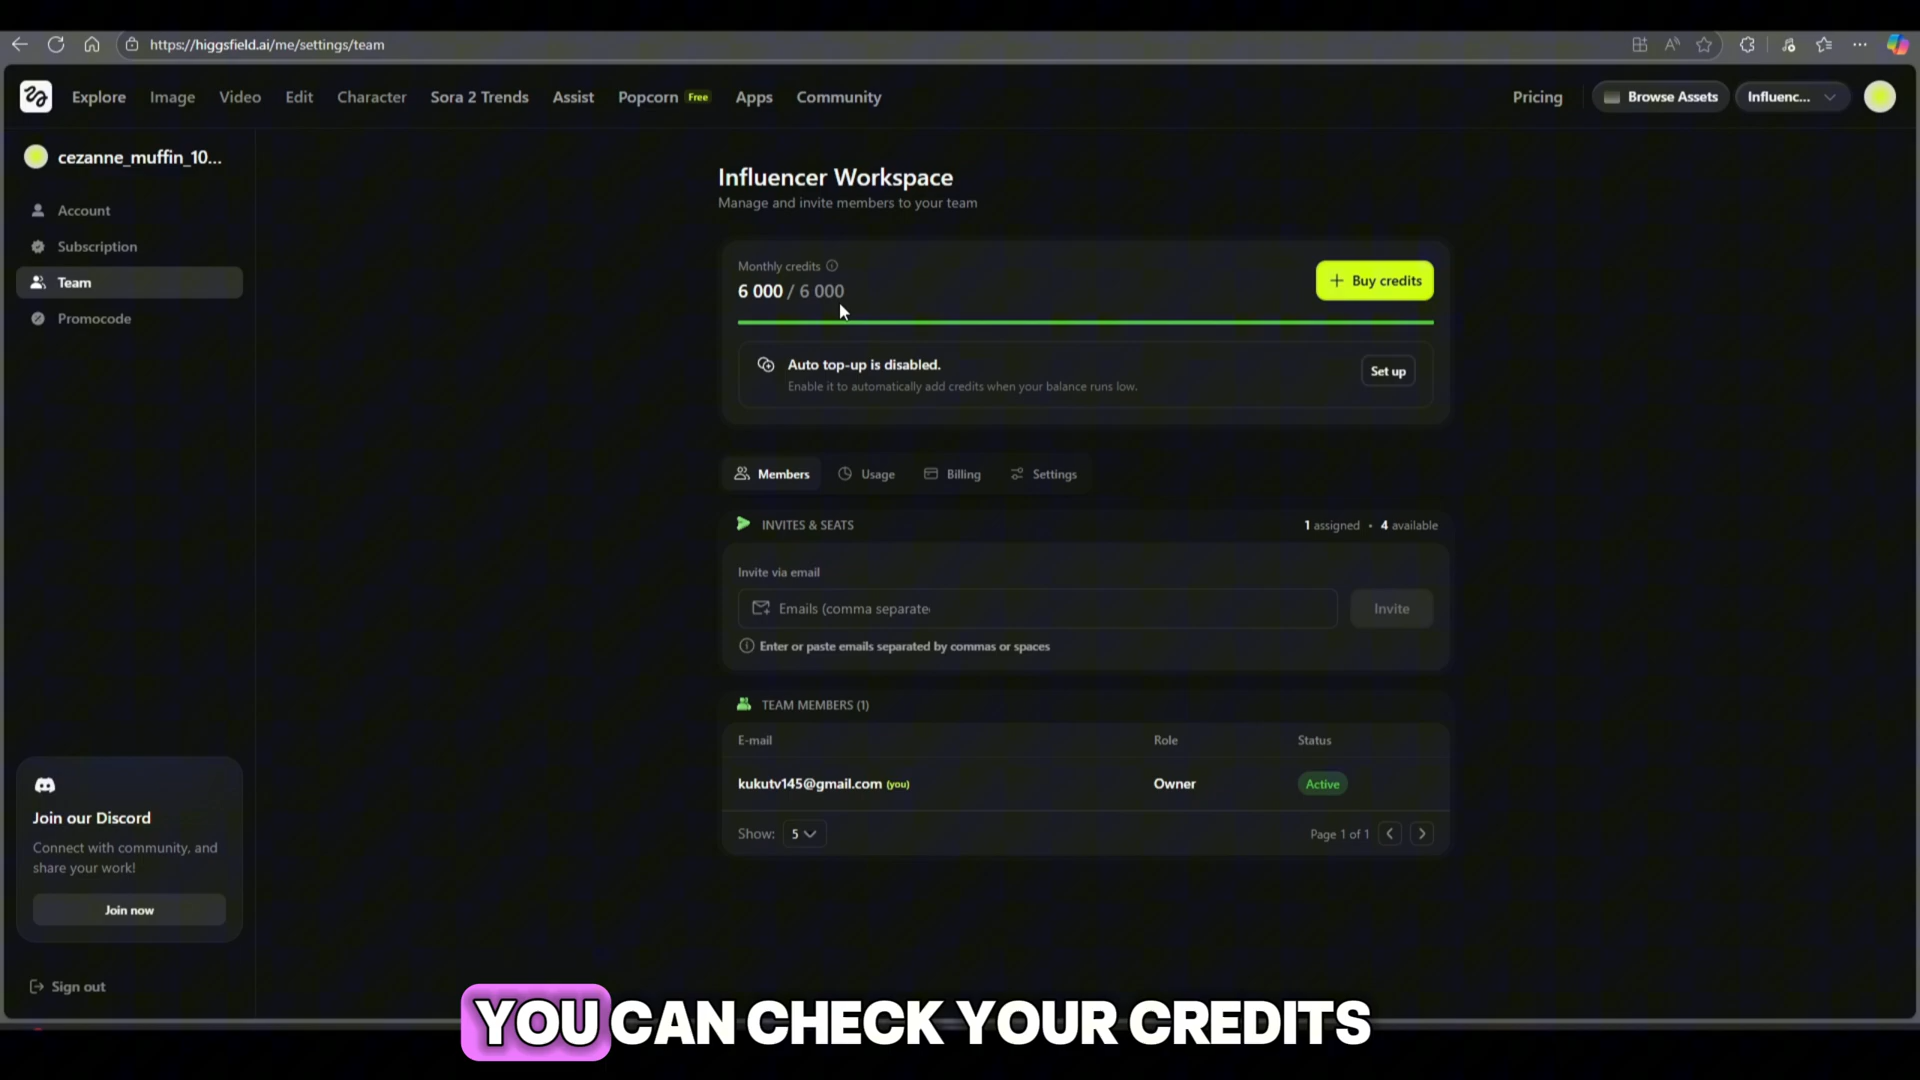 https://higgsfield.ai/me/settings/team
Explore Image Video Edit Character Sora 2 Trends Assist Popcorn Free Apps Community
Pricing Browse Assets Influenc...
cezanne_muffin_10...
Account
Subscription
Team
Promocode
Influencer Workspace
Manage and invite members to your team
Monthly credits
6 000 / 6 000
+ Buy credits
Auto top-up is disabled.
Enable it to automatically add credits when your balance runs low.
Set up
Members Usage Billing Settings
INVITES & SEATS
1 assigned • 4 available
Invite via email
Emails (comma separate
Invite
Enter or paste emails separated by commas or spaces
TEAM MEMBERS (1)
E-mail Role Status
kukutv145@gmail.com (you) Owner Active
Show: 5
Page 1 of 1
Join our Discord
Connect with community, and
share your work!
Join now
Sign out
YOU CAN CHECK YOUR CREDITS